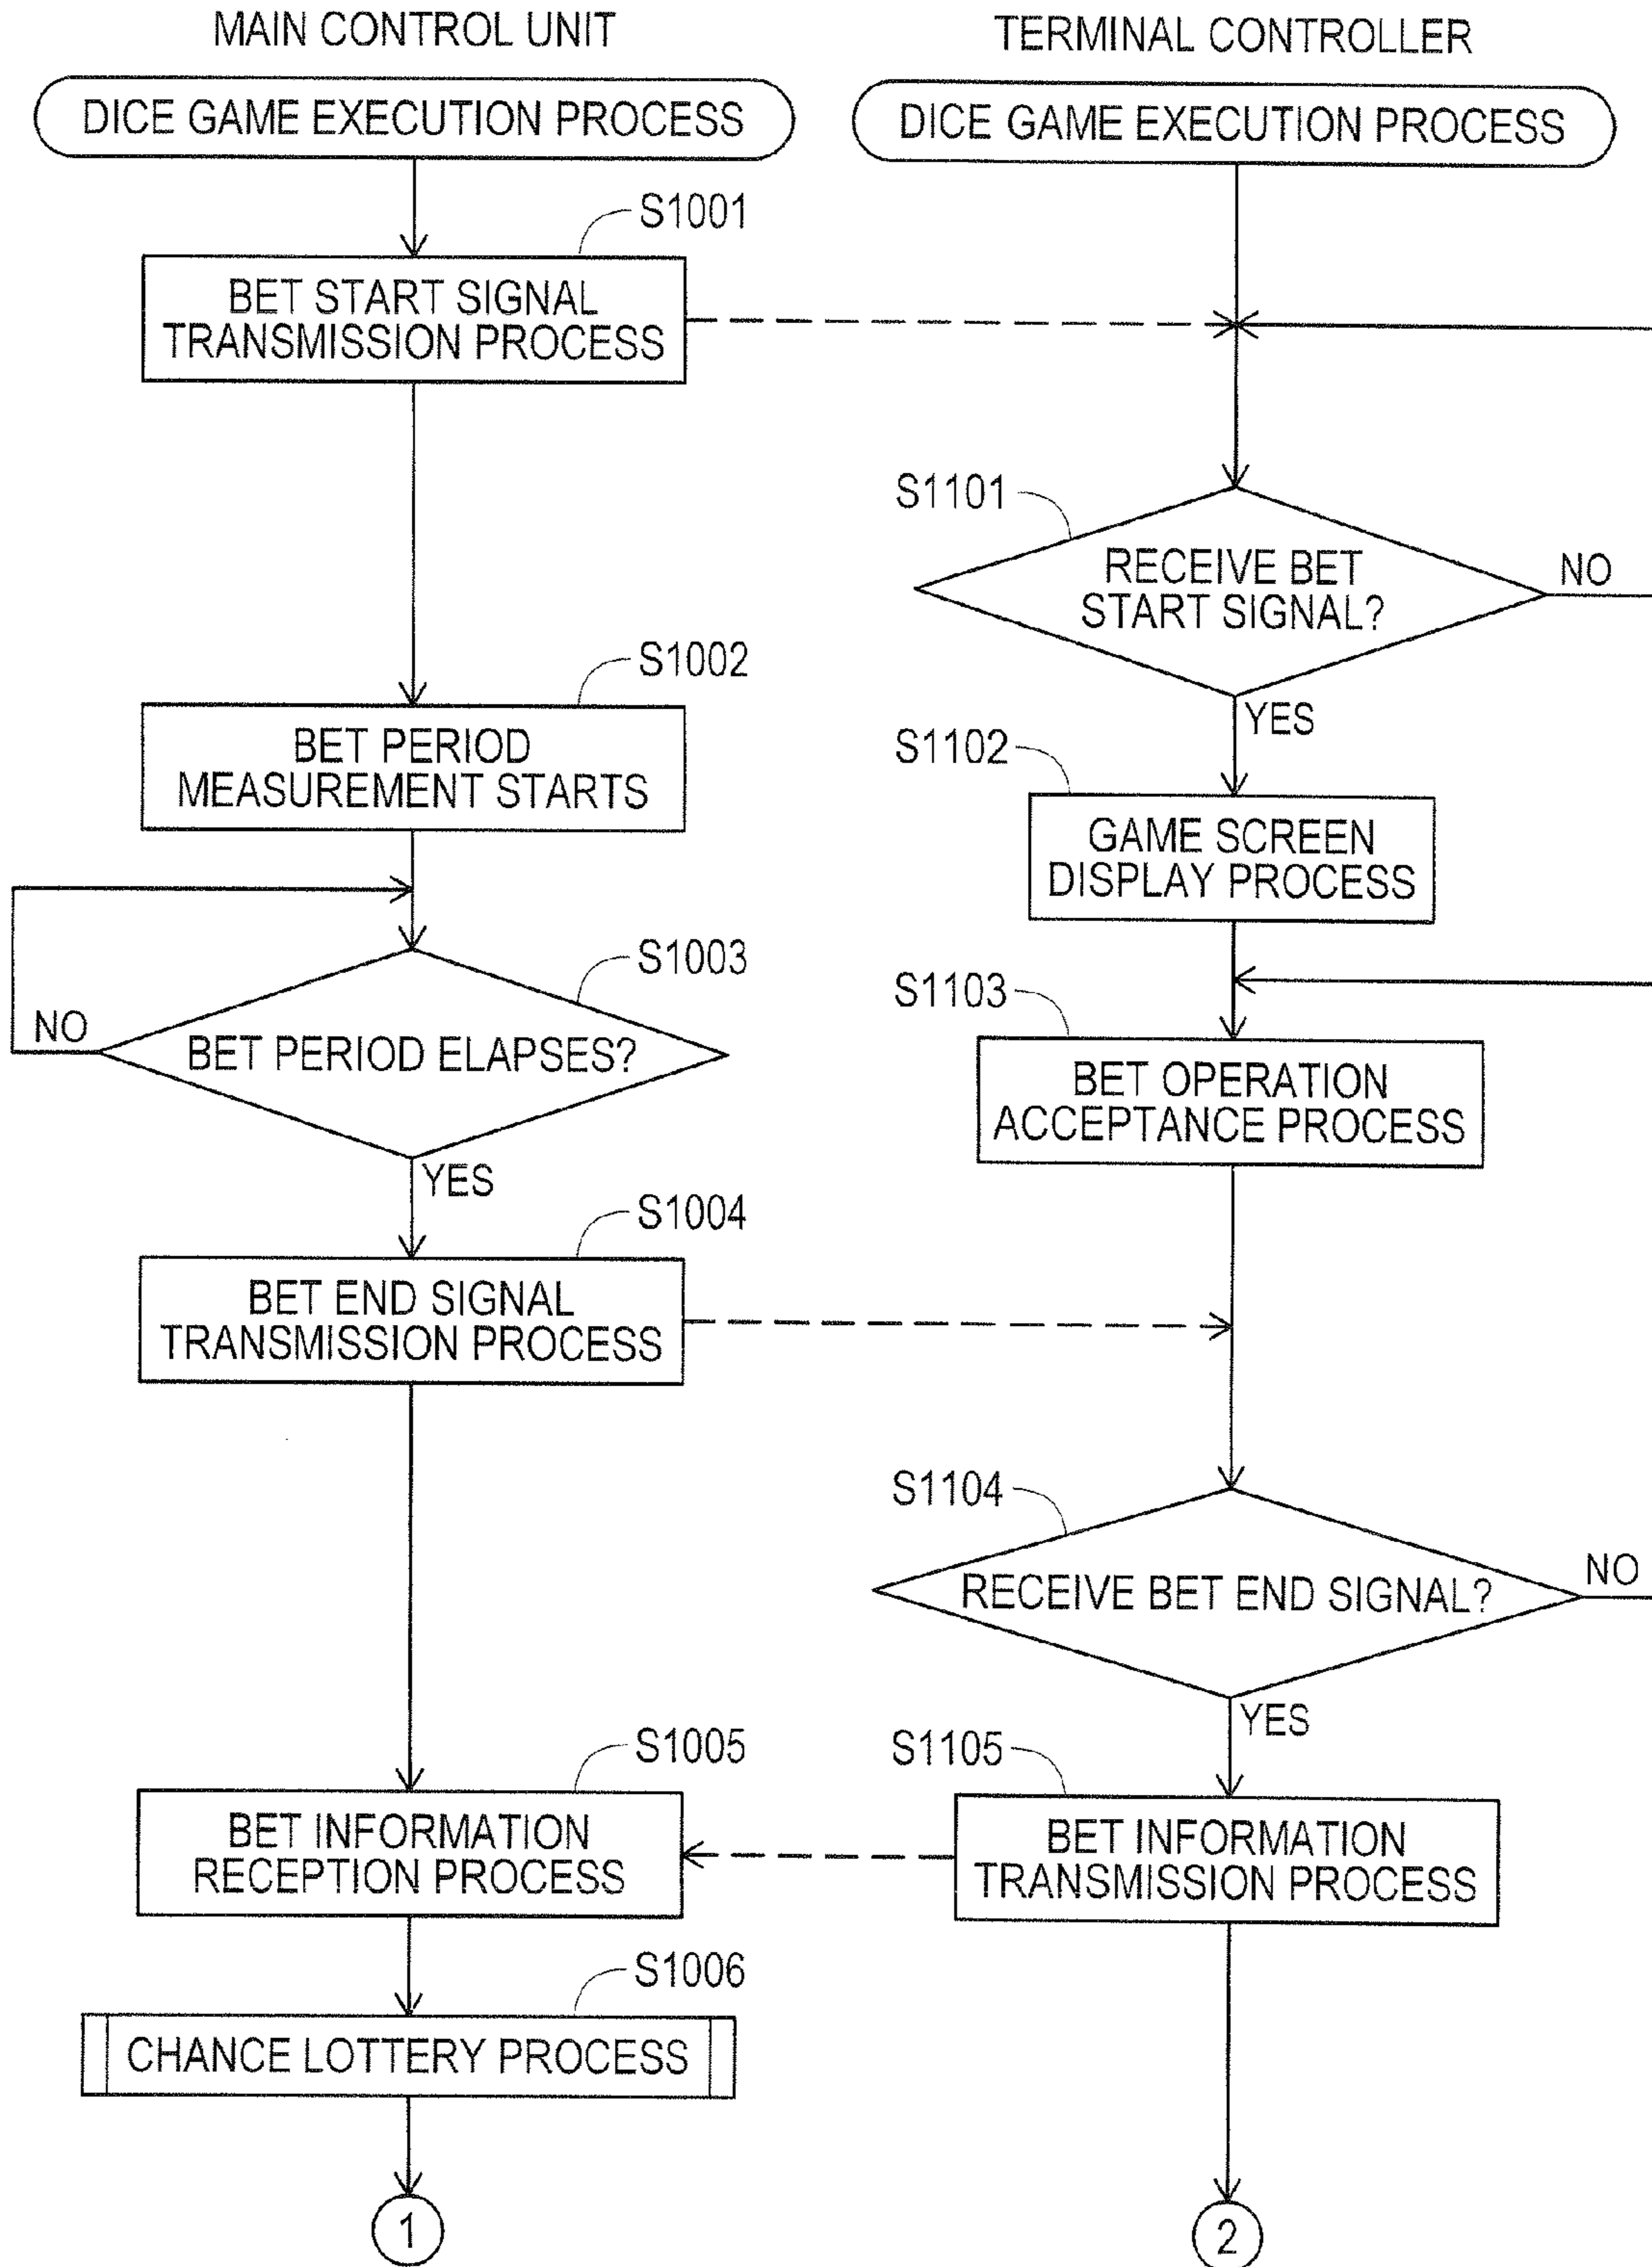 MAIN CONTROL UNIT
DICE GAME EXECUTION PROCESS
S1001
BET START SIGNAL
TRANSMISSION PROCESS
S1002
BET PERIOD
MEASUREMENT STARTS
S1003
NO
BET PERIOD ELAPSES?
YES
S1004
BET END SIGNAL
TRANSMISSION PROCESS
S1005
BET INFORMATION
RECEPTION PROCESS
S1006
CHANCE LOTTERY PROCESS
1
TERMINAL CONTROLLER
DICE GAME EXECUTION PROCESS
S1101
RECEIVE BET
START SIGNAL?
NO
YES
S1102
GAME SCREEN
DISPLAY PROCESS
S1103
BET OPERATION
ACCEPTANCE PROCESS
S1104
RECEIVE BET END SIGNAL?
NO
YES
S1105
BET INFORMATION
TRANSMISSION PROCESS
2